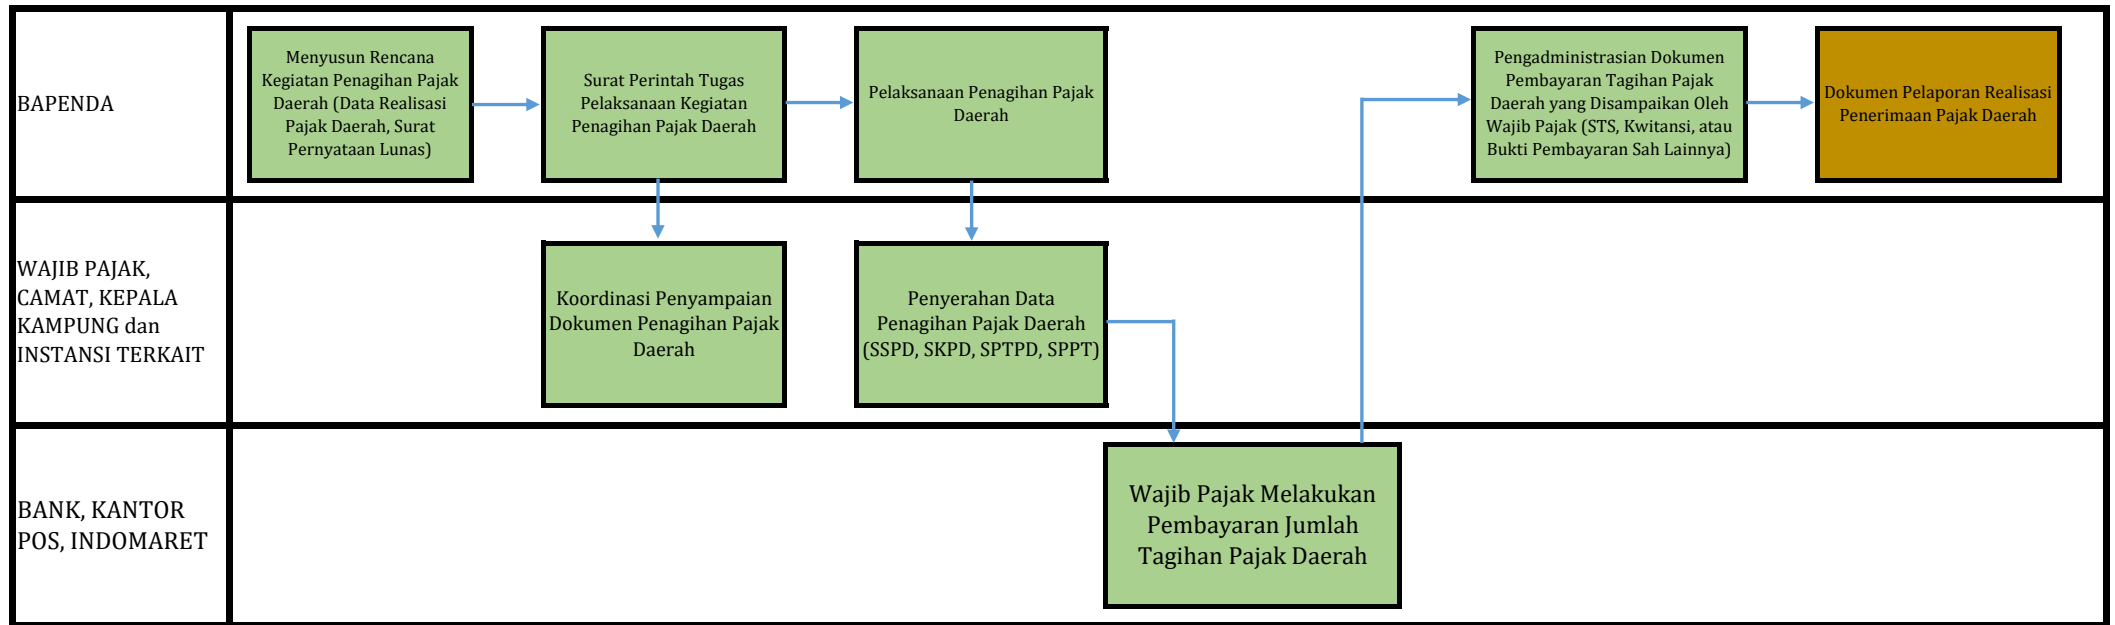 BAPENDA
Menyusun Rencana
Kegiatan Penagihan Pajak
Daerah (Data Realisasi
Pajak Daerah, Surat
Pernyataan Lunas)
Surat Perintah Tugas
Pelaksanaan Kegiatan
Penagihan Pajak Daerah
Pelaksanaan Penagihan Pajak
Daerah
Pengadministrasian Dokumen
Pembayaran Tagihan Pajak
Daerah yang Disampaikan Oleh
Wajib Pajak (STS, Kwitansi, atau
Bukti Pembayaran Sah Lainnya)
Dokumen Pelaporan Realisasi
Penerimaan Pajak Daerah
WAJIB PAJAK,
CAMAT, KEPALA
KAMPUNG dan
INSTANSI TERKAIT
Koordinasi Penyampaian
Dokumen Penagihan Pajak
Daerah
Penyerahan Data
Penagihan Pajak Daerah
(SSPD, SKPD, SPTPD, SPPT)
BANK, KANTOR
POS, INDOMARET
Wajib Pajak Melakukan
Pembayaran Jumlah
Tagihan Pajak Daerah